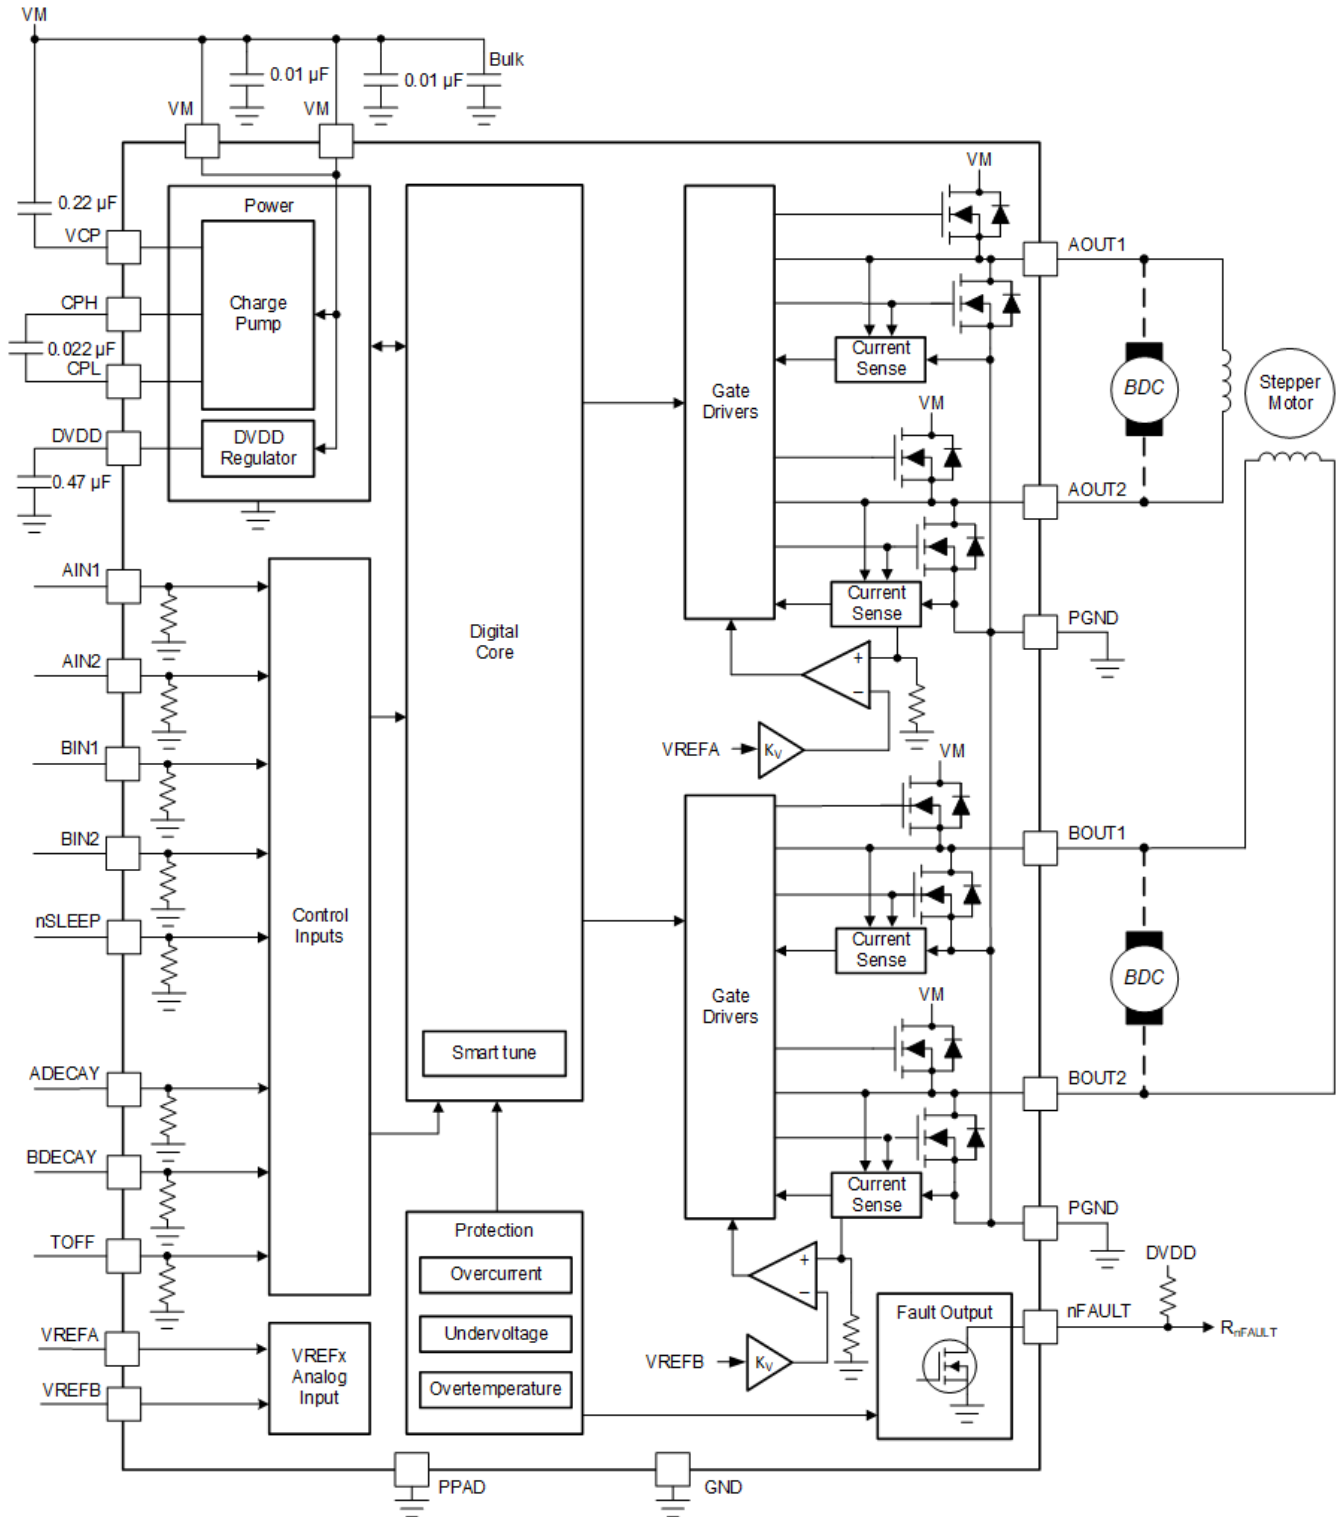 VM
0.01 µF
0.01 µF
Bulk
VM
VM
0.22 µF
VCP
CPH
0.022 µF
CPL
DVDD
0.47 µF
Power
Charge
Pump
DVDD
Regulator
AIN1
AIN2
BIN1
BIN2
nSLEEP
ADECAY
BDECAY
TOFF
VREFA
VREFB
Control
Inputs
VREFx
Analog
Input
Digital
Core
Smart tune
Protection
Overcurrent
Undervoltage
Overtemperature
PPAD
GND
Gate
Drivers
VM
Current
Sense
VM
Current
Sense
+
−
VREFA
KV
AOUT1
BDC
Stepper
Motor
AOUT2
PGND
Gate
Drivers
VM
Current
Sense
VM
Current
Sense
+
−
VREFB
KV
BOUT1
BDC
BOUT2
PGND
DVDD
Fault Output
nFAULT
RnFAULT